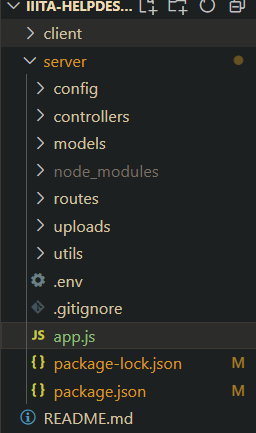 IIITA-HELPDES...
client
server
config
controllers
models
node_modules
routes
uploads
utils
.env
.gitignore
JS app.js
{} package-lock.json M
{} package.json M
README.md